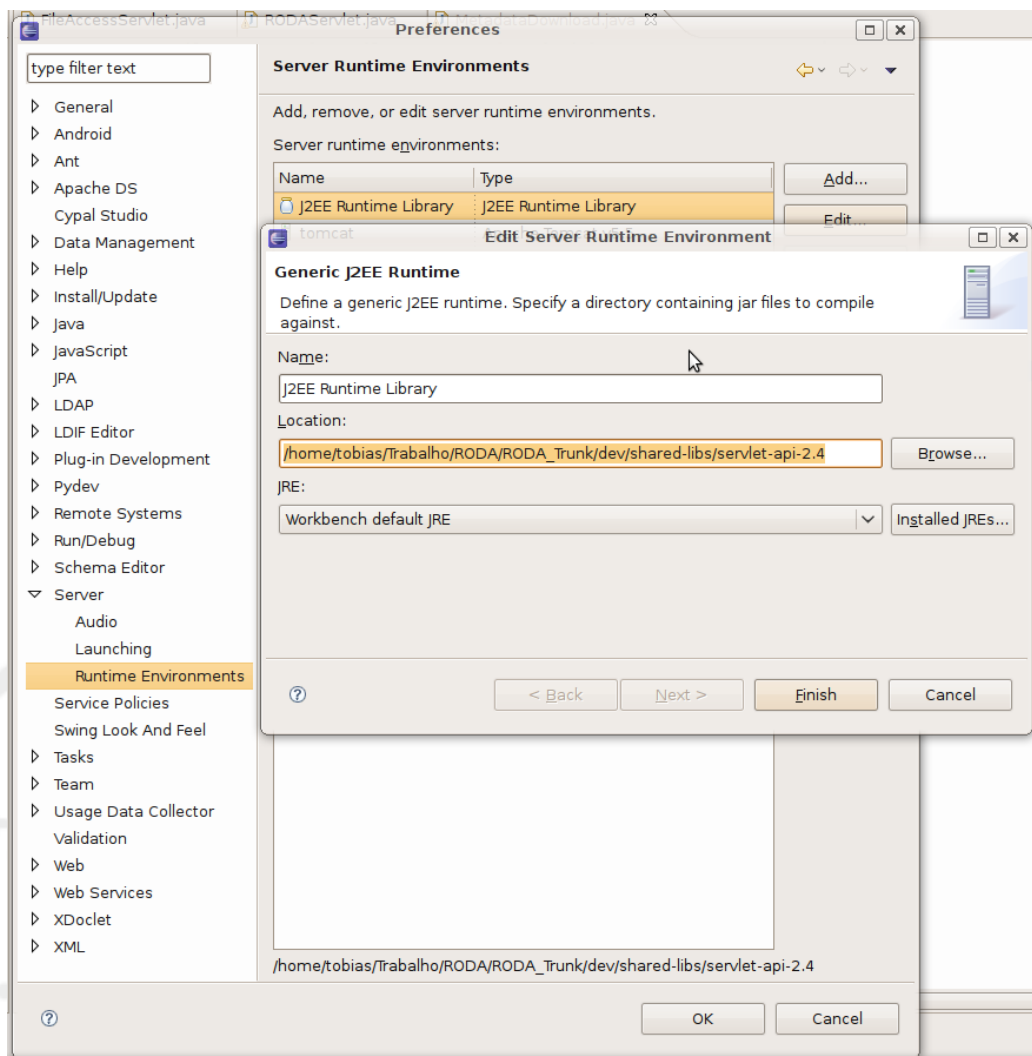 FileAccessServlet.java RODAServlet.java MetadataDownload.java
Preferences
type filter text
Server Runtime Environments
General
Android
Ant
Apache DS
Cypal Studio
Data Management
Help
Install/Update
Java
JavaScript
JPA
LDAP
LDIF Editor
Plug-in Development
Pydev
Remote Systems
Run/Debug
Schema Editor
Server
Audio
Launching
Runtime Environments
Service Policies
Swing Look And Feel
Tasks
Team
Usage Data Collector
Validation
Web
Web Services
XDoclet
XML
Add, remove, or edit server runtime environments.
Server runtime environments:
Name Type
J2EE Runtime Library J2EE Runtime Library
tomcat Apache Tomcat v5.5
Add...
Edit...
Edit Server Runtime Environment
Generic J2EE Runtime
Define a generic J2EE runtime. Specify a directory containing jar files to compile
against.
Name:
J2EE Runtime Library
Location:
/home/tobias/Trabalho/RODA/RODA_Trunk/dev/shared-libs/servlet-api-2.4
Browse...
JRE:
Workbench default JRE
Installed JREs...
< Back Next > Finish Cancel
/home/tobias/Trabalho/RODA/RODA_Trunk/dev/shared-libs/servlet-api-2.4
OK Cancel